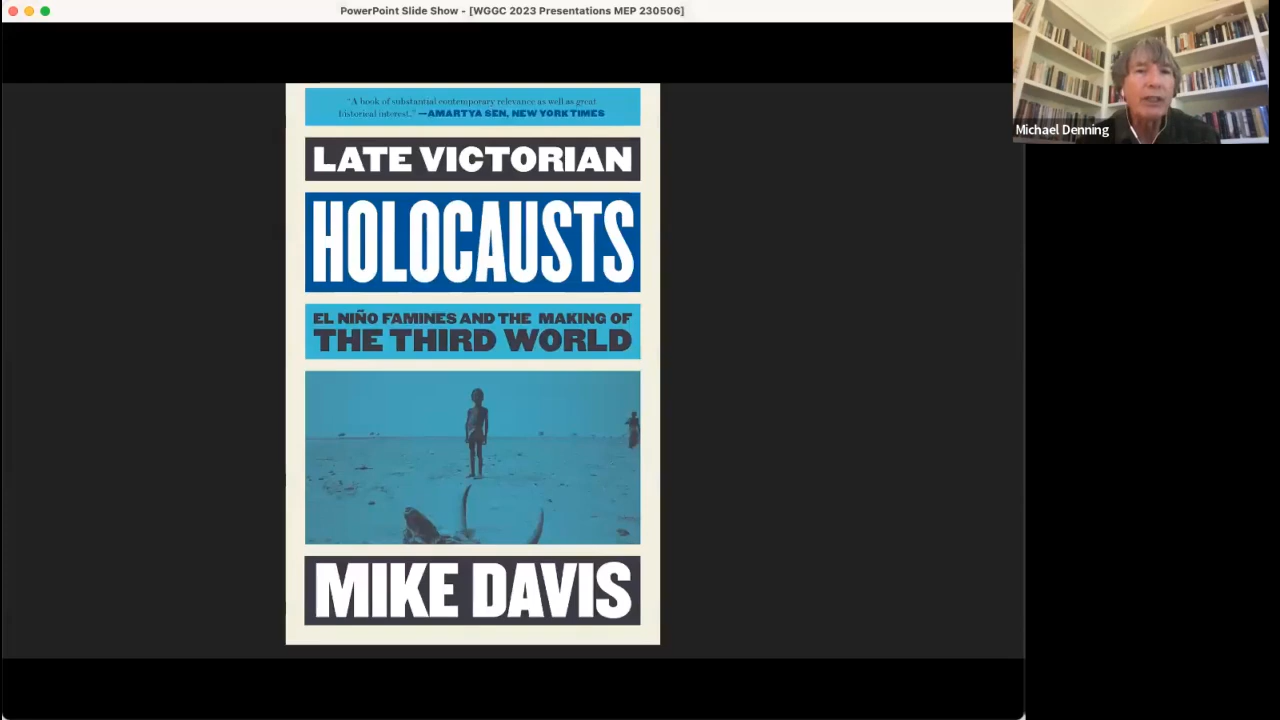 PowerPoint Slide Show - [WGGC 2023 Presentations MEP 230506]
"A book of substantial contemporary relevance as well as great
historical interest." —AMARTYA SEN, NEW YORK TIMES
LATE VICTORIAN
HOLOCAUSTS
EL NIÑO FAMINES AND THE MAKING OF
THE THIRD WORLD
MIKE DAVIS
Michael Denning